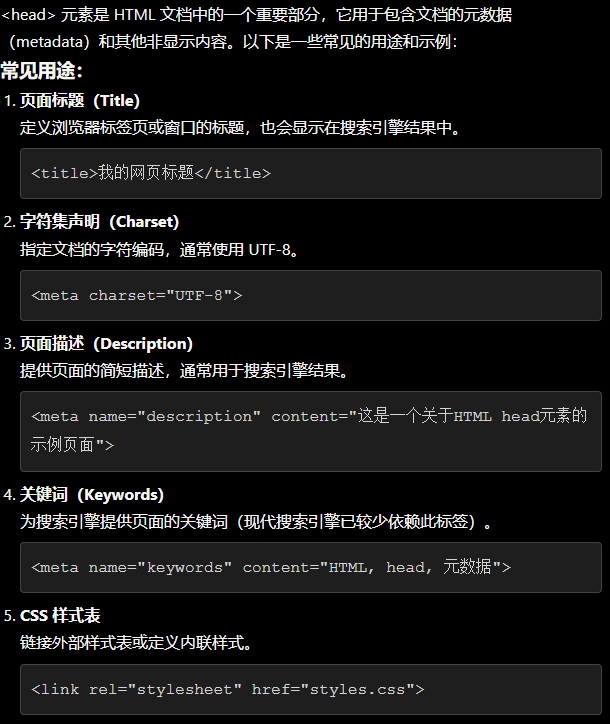 <head> 元素是 HTML 文档中的一个重要部分，它用于包含文档的元数据
（metadata）和其他非显示内容。以下是一些常见的用途和示例：
常见用途：
1. 页面标题（Title）
定义浏览器标签页或窗口的标题，也会显示在搜索引擎结果中。
<title>我的网页标题</title>
2. 字符集声明（Charset）
指定文档的字符编码，通常使用 UTF-8。
<meta charset="UTF-8">
3. 页面描述（Description）
提供页面的简短描述，通常用于搜索引擎结果。
<meta name="description" content="这是一个关于HTML head元素的
示例页面">
4. 关键词（Keywords）
为搜索引擎提供页面的关键词（现代搜索引擎已较少依赖此标签）。
<meta name="keywords" content="HTML, head, 元数据">
5. CSS 样式表
链接外部样式表或定义内联样式。
<link rel="stylesheet" href="styles.css">